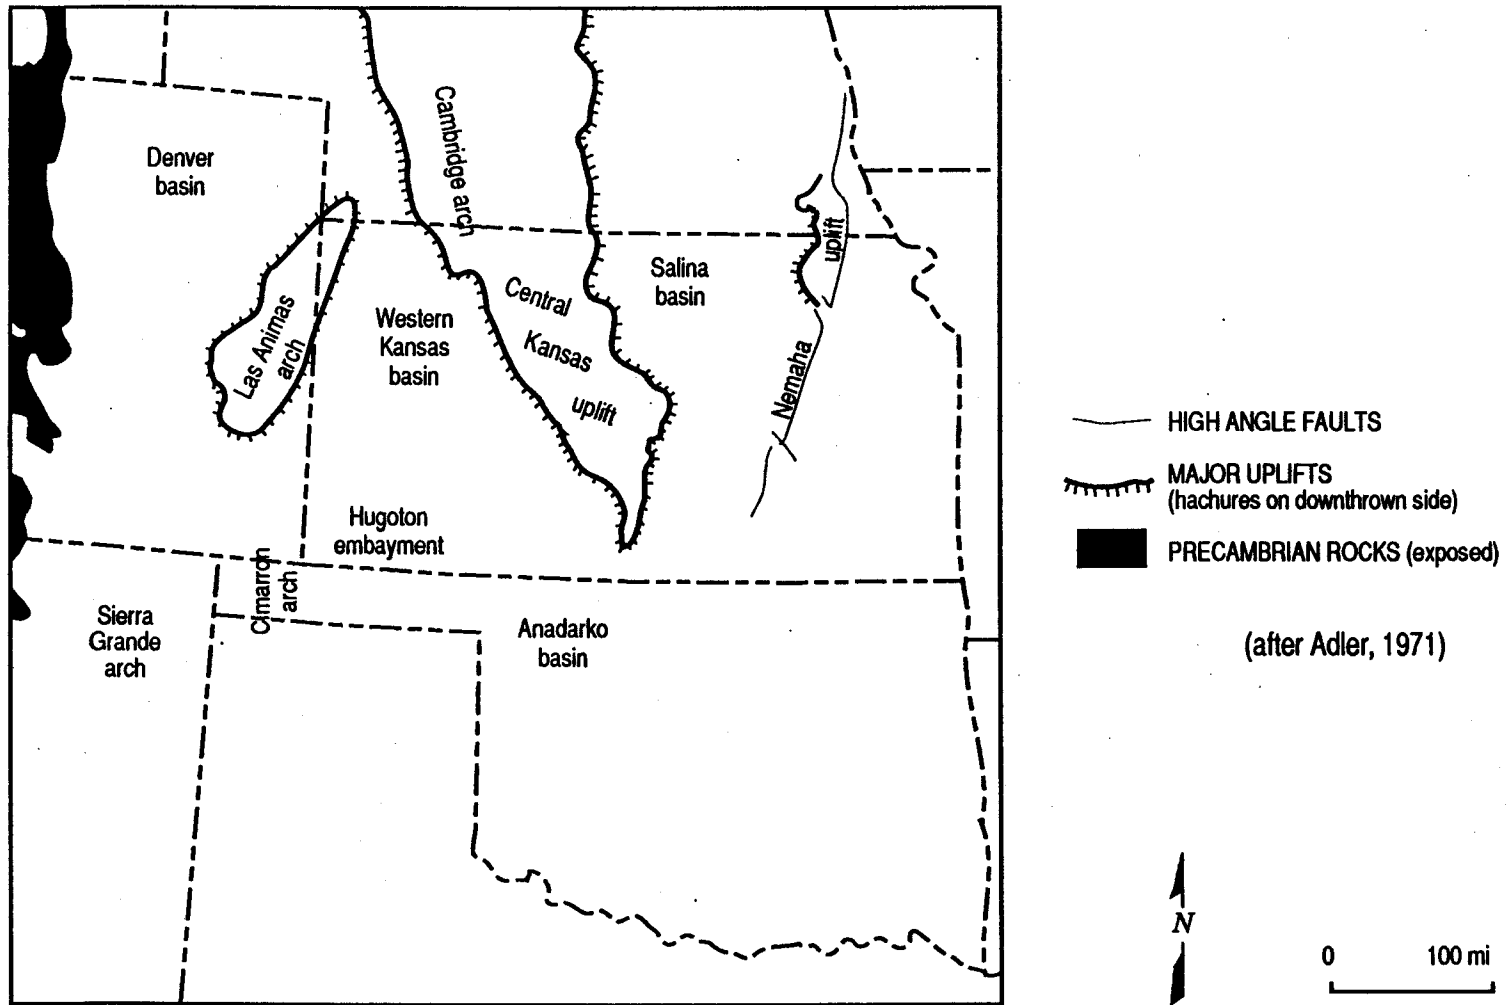 Denver
basin
Cambridge arch
Las Animas
arch
Western
Kansas
basin
Central
Kansas
uplift
Salina
basin
Nemaha
uplift
Hugoton
embayment
Cimarron
arch
Sierra
Grande
arch
Anadarko
basin
HIGH ANGLE FAULTS
MAJOR UPLIFTS
(hachures on downthrown side)
PRECAMBRIAN ROCKS (exposed)
(after Adler, 1971)
N
0 100 mi